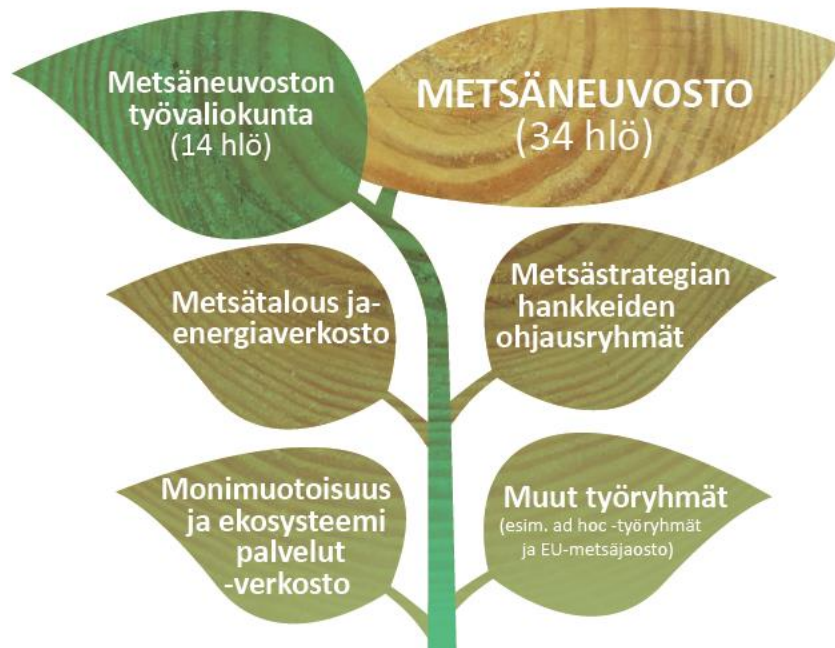 Metsäneuvoston
työvaliokunta
(14 hlö)
METSÄNEUVOSTO
(34 hlö)
Metsätalous ja-
energiaverkosto
Metsästrategian
hankkeiden
ohjausryhmät
Monimuotoisuus
ja ekosysteemi
palvelut
-verkosto
Muut työryhmät
(esim. ad hoc -työryhmät
ja EU-metsäjaosto)